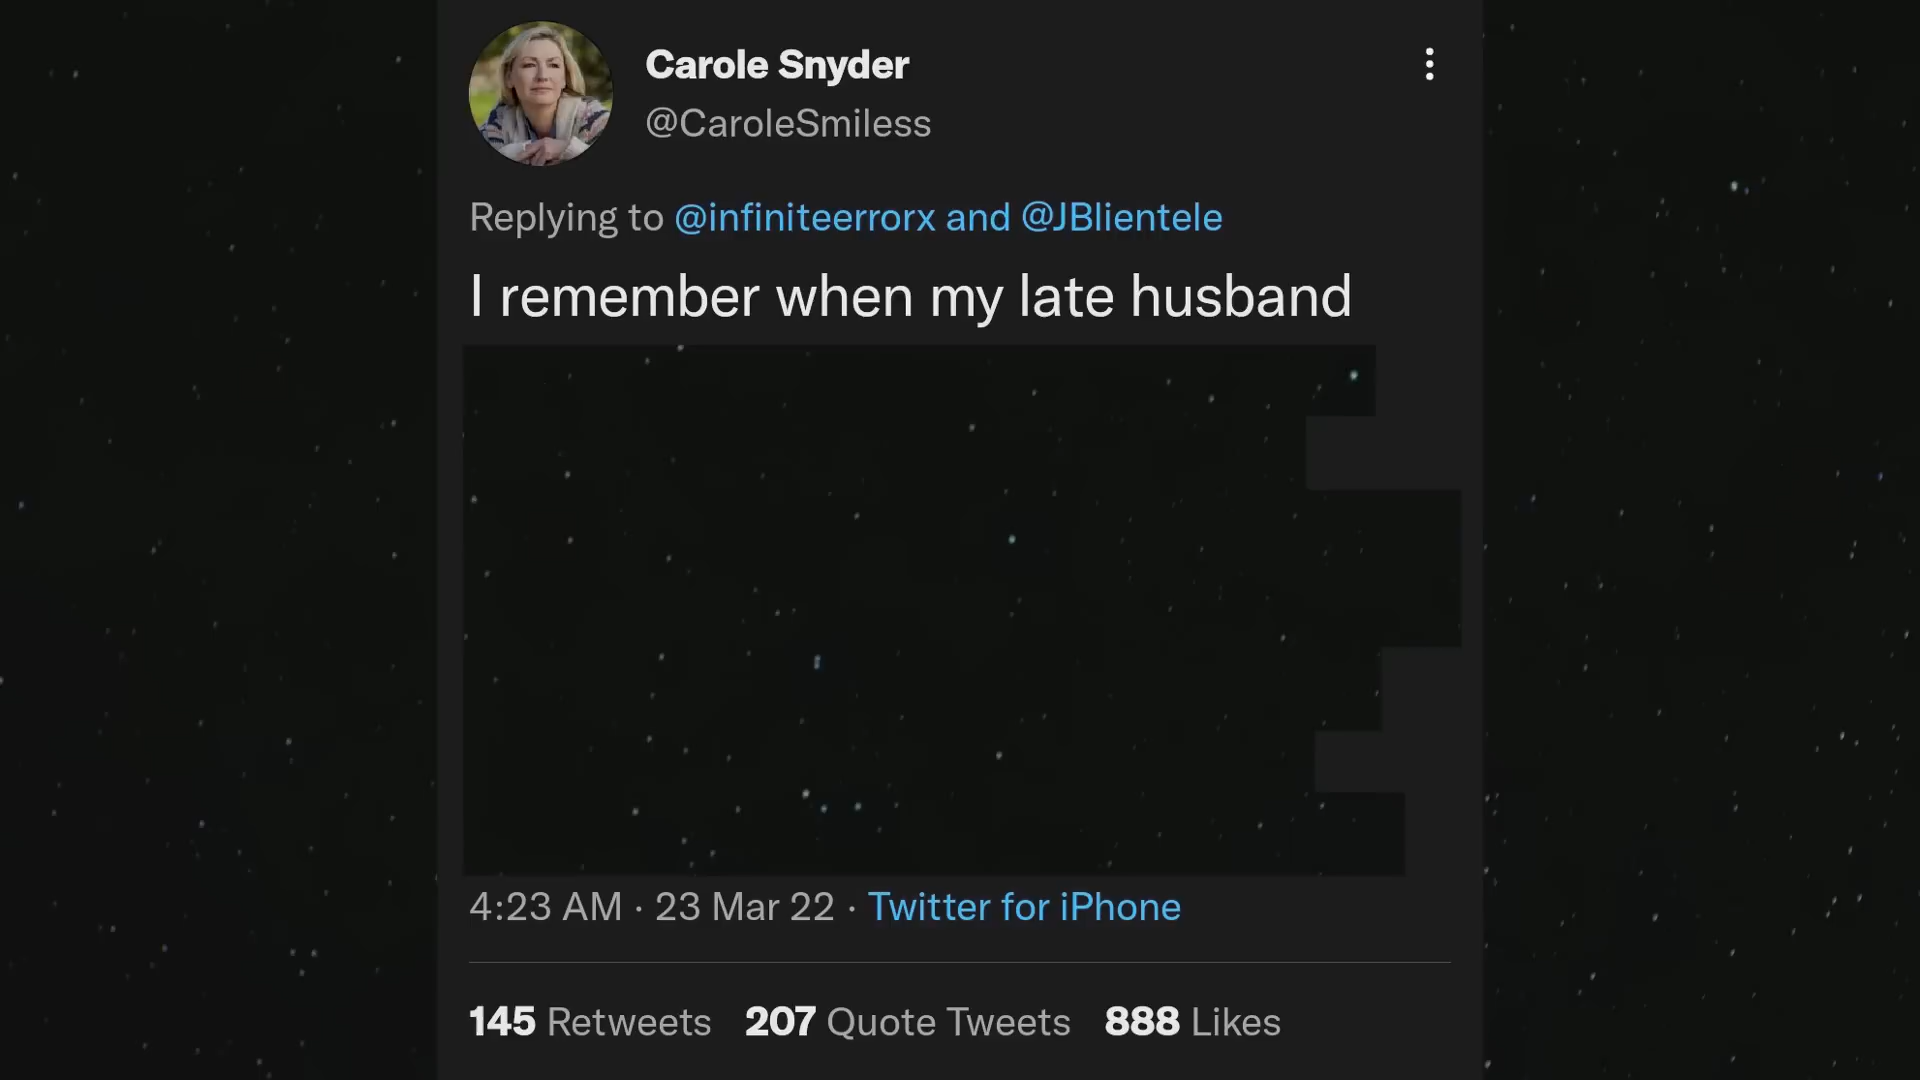 Carole Snyder
@CaroleSmiless
Replying to @infiniteerrorx and @JBlientele
I remember when my late husband
4:23 AM · 23 Mar 22 · Twitter for iPhone
145 Retweets 207 Quote Tweets 888 Likes